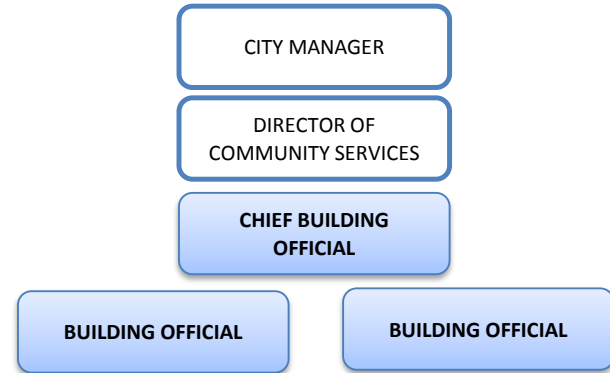 CITY MANAGER
DIRECTOR OF
COMMUNITY SERVICES
CHIEF BUILDING
OFFICIAL
BUILDING OFFICIAL
BUILDING OFFICIAL